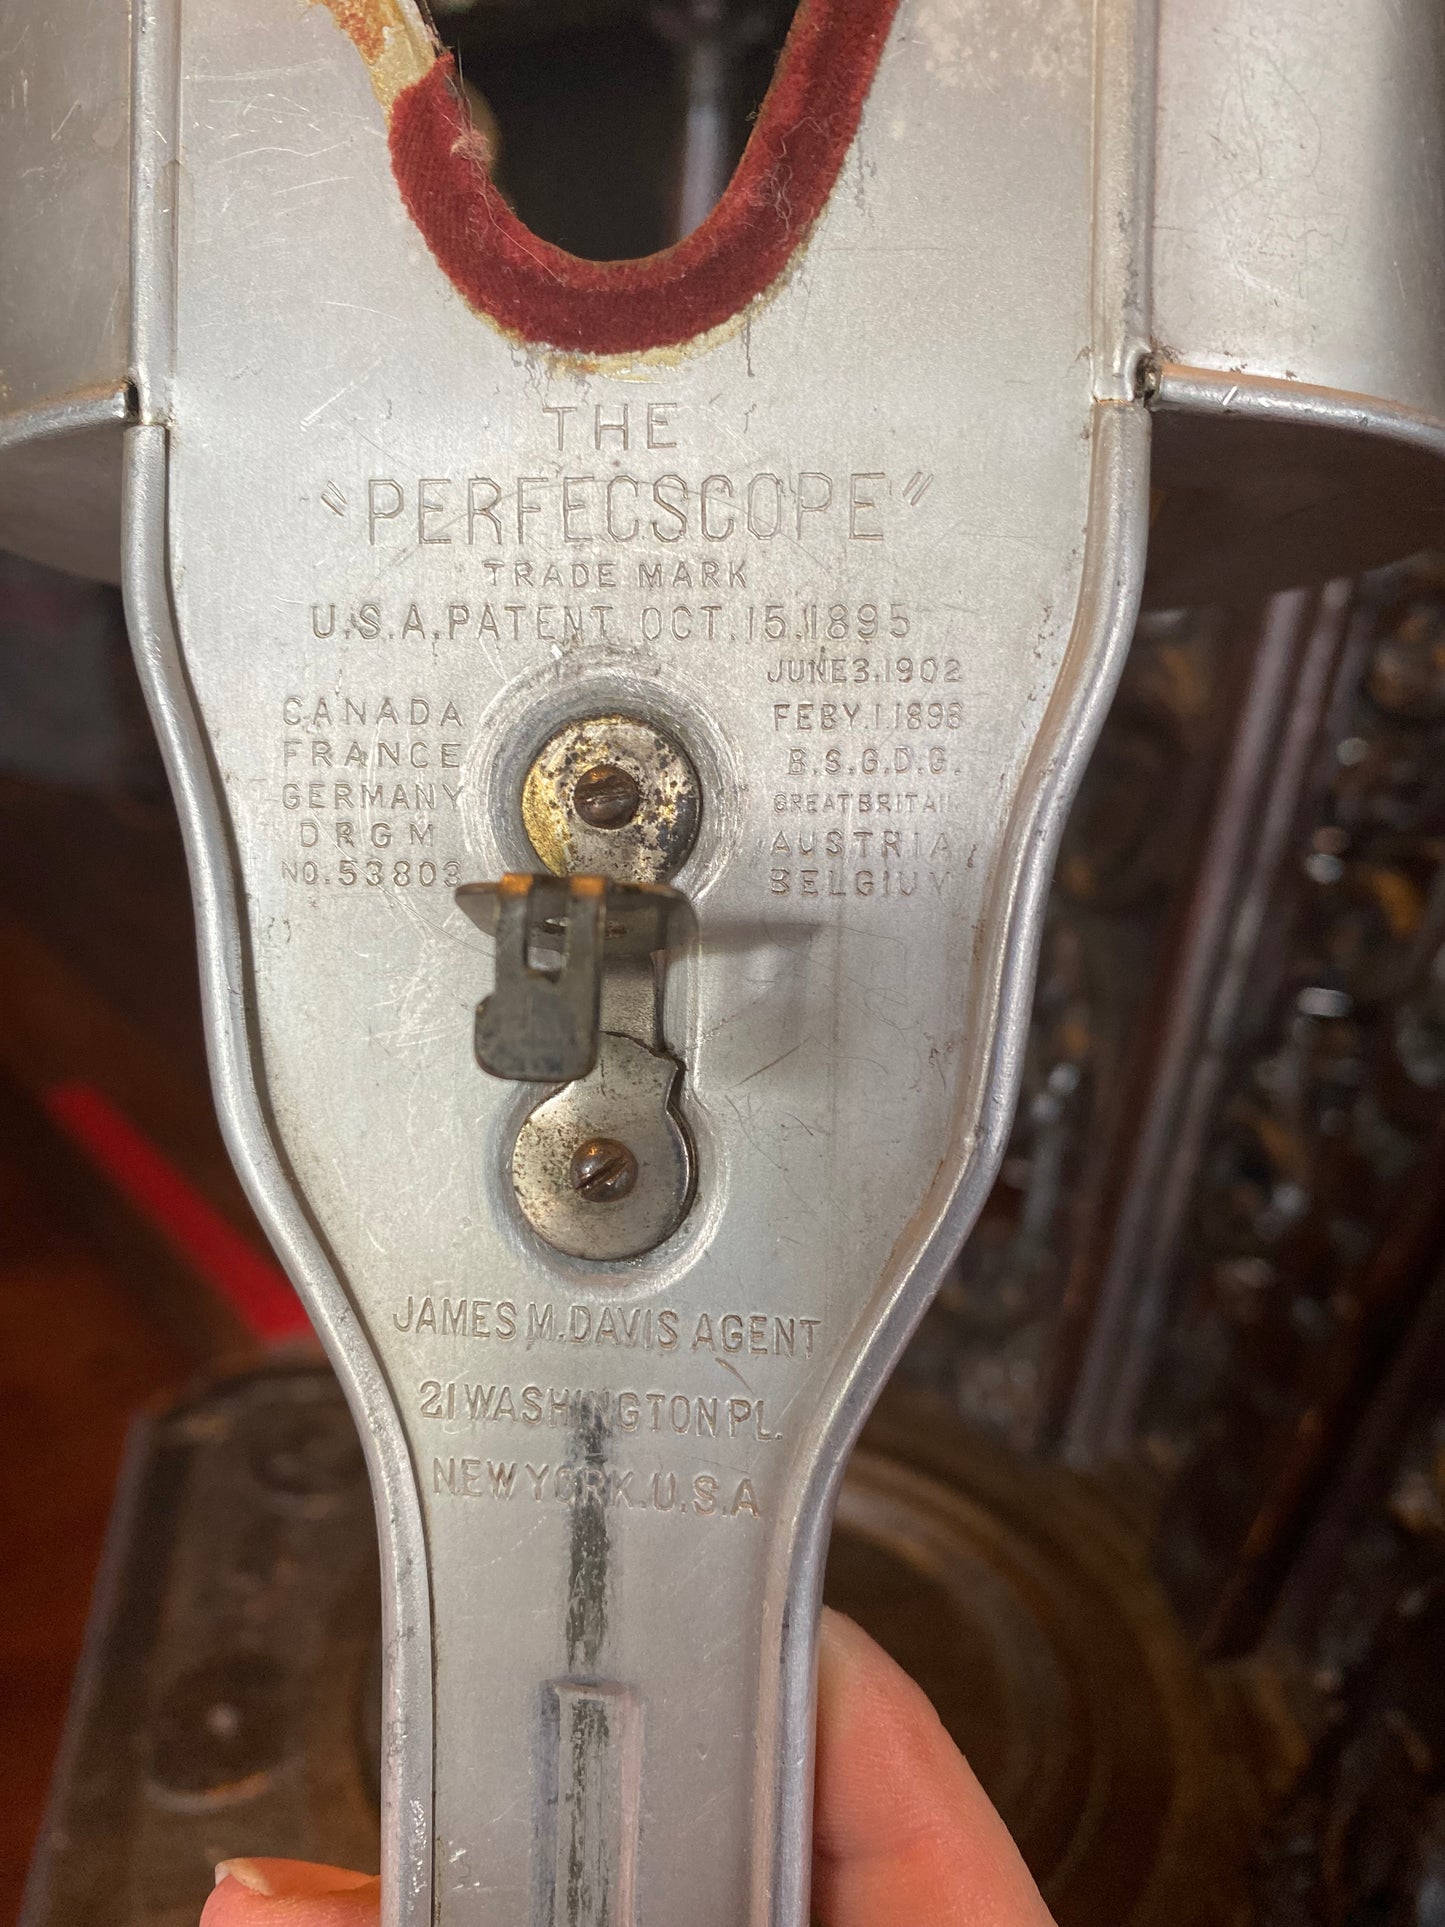 THE
"PERFECSCOPE"
TRADE MARK
U.S.A. PATENT OCT. 15. 1895
JUNE 3. 1902
CANADA FEBY. 1. 1896
FRANCE B.S.G.D.G.
GERMANY GREAT BRITAIN
D R G M AUSTRIA
NO. 53803 BELGIUM
JAMES M. DAVIS AGENT
21 WASHINGTON PL.
NEW YORK. U.S.A